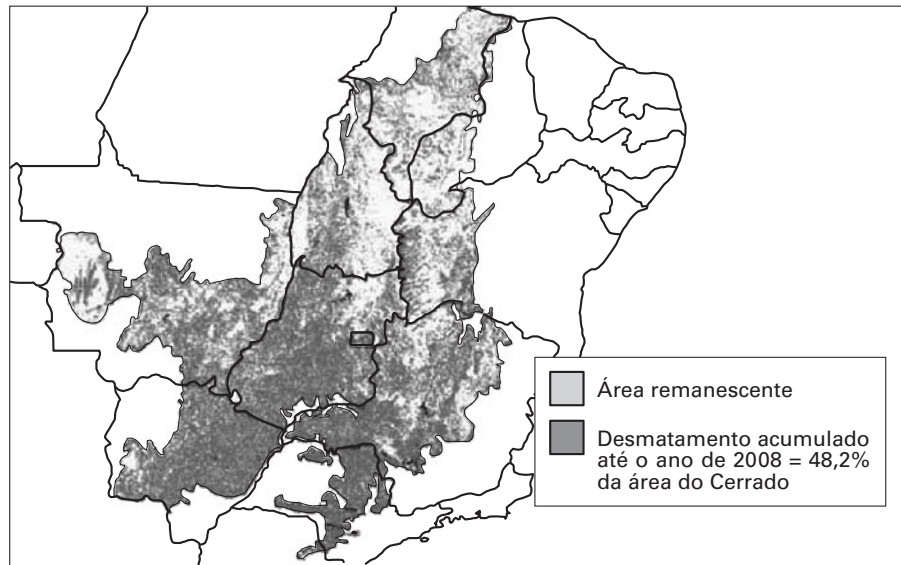 Área remanescente
Desmatamento acumulado
até o ano de 2008 = 48,2%
da área do Cerrado